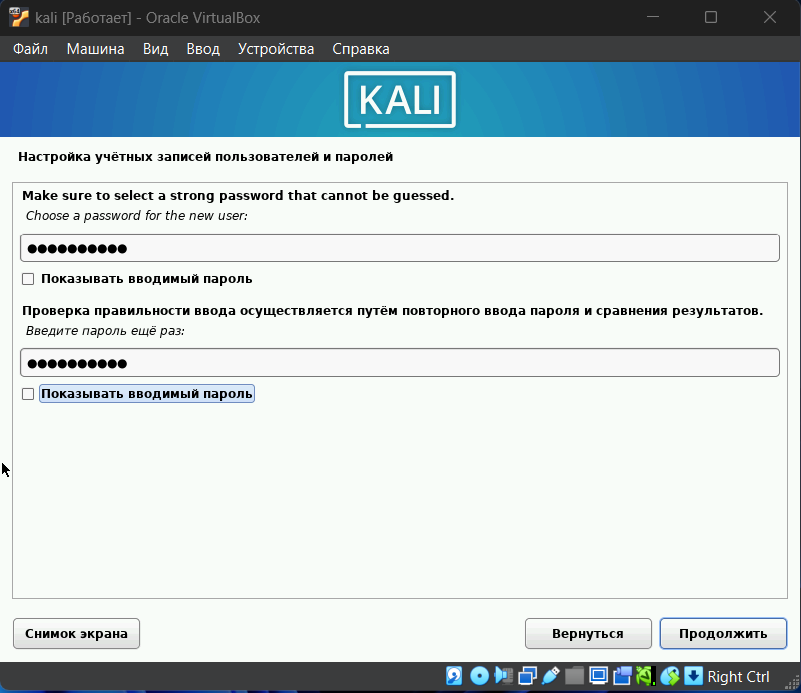 kali [Работает] - Oracle VirtualBox
Файл Машина Вид Ввод Устройства Справка
KALI
Настройка учётных записей пользователей и паролей
Make sure to select a strong password that cannot be guessed.
Choose a password for the new user:
●●●●●●●●●●
Показывать вводимый пароль
Проверка правильности ввода осуществляется путём повторного ввода пароля и сравнения результатов.
Введите пароль ещё раз:
●●●●●●●●●●
Показывать вводимый пароль
Снимок экрана Вернуться Продолжить
Right Ctrl